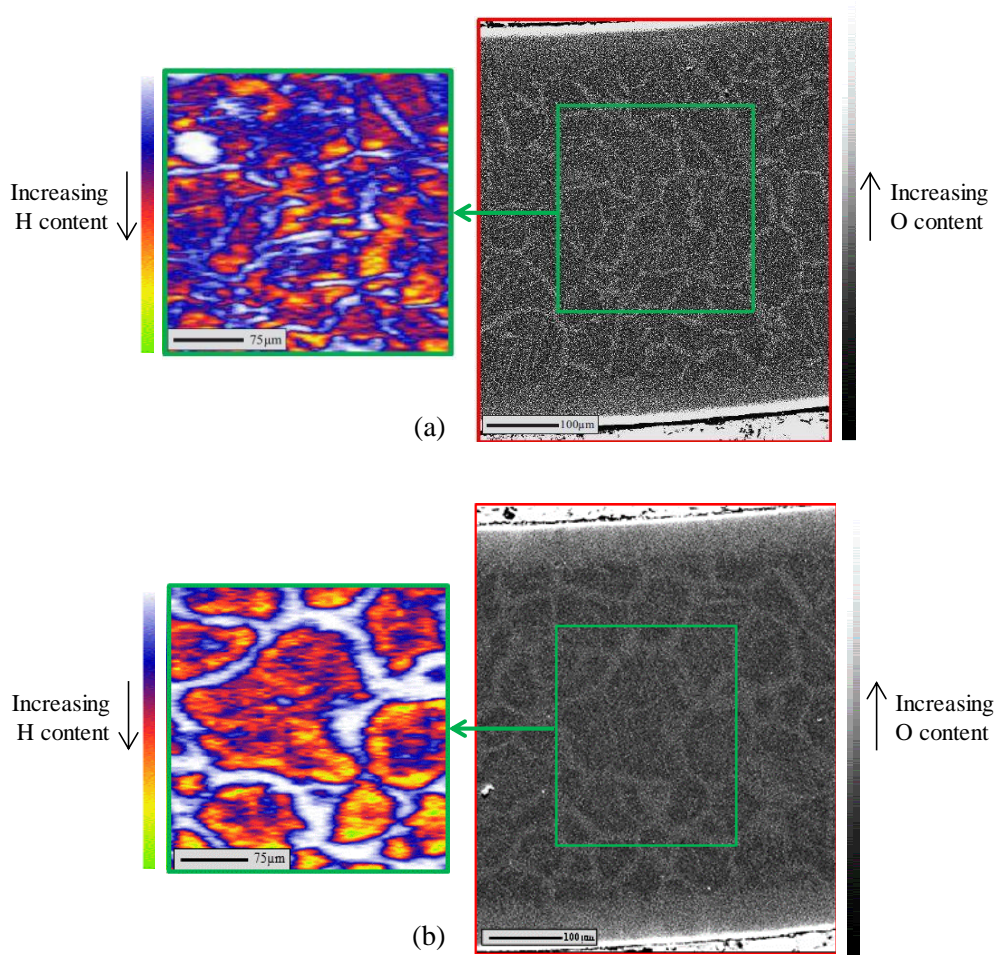 Increasing
H content
75µm
Increasing
O content
100µm
(a)
Increasing
H content
75µm
Increasing
O content
100µm
(b)